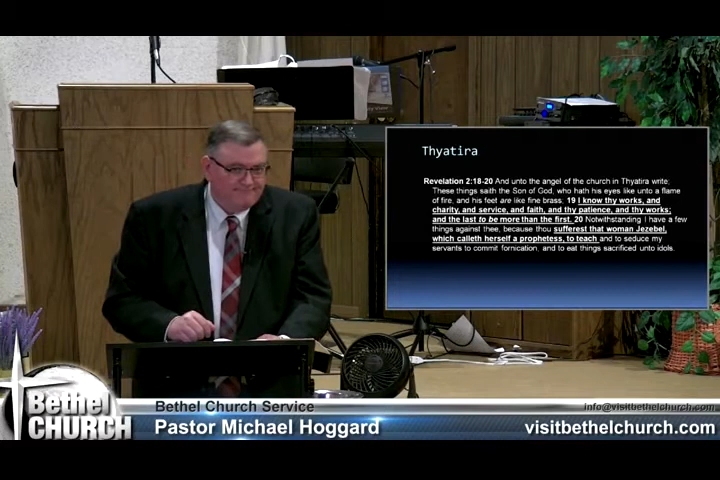 Thyatira
Revelation 2:18-20 And unto the angel of the church in Thyatira write;
These things saith the Son of God, who hath his eyes like unto a flame
of fire, and his feet are like fine brass; 19 I know thy works, and
charity, and service, and faith, and thy patience, and thy works;
and the last to be more than the first. 20 Notwithstanding I have a few
things against thee, because thou sufferest that woman Jezebel,
which calleth herself a prophetess, to teach and to seduce my
servants to commit fornication, and to eat things sacrificed unto idols.
Bethel
CHURCH
Bethel Church Service
info@visitbethelchurch.com
Pastor Michael Hoggard
visitbethelchurch.com